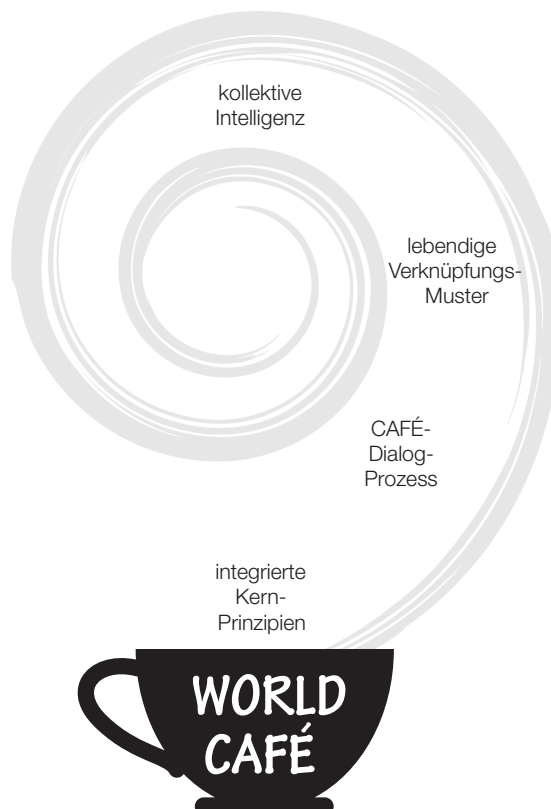 kollektive
Intelligenz
lebendige
Verknüpfungs-
Muster
CAFÉ-
Dialog-
Prozess
integrierte
Kern-
Prinzipien
WORLD
CAFÉ